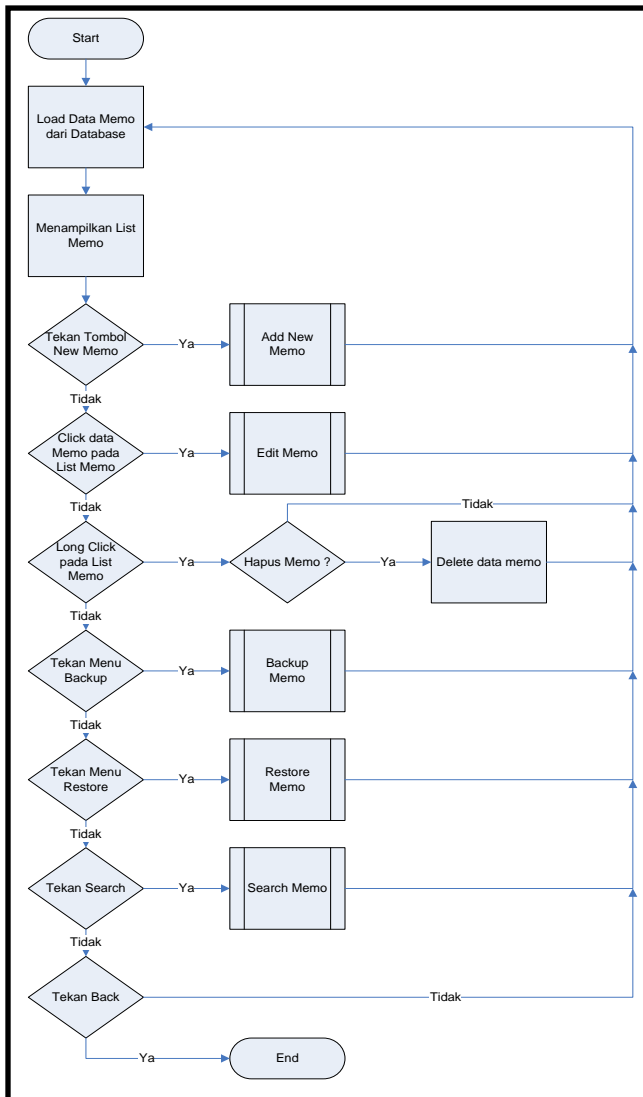 Start
Load Data Memo
dari Database
Menampilkan List
Memo
Tekan Tombol
New Memo
Ya
Add New
Memo
Tidak
Click data
Memo pada
List Memo
Ya
Edit Memo
Tidak
Tidak
Long Click
pada List
Memo
Ya
Hapus Memo ?
Ya
Delete data memo
Tidak
Tekan Menu
Backup
Ya
Backup
Memo
Tidak
Tekan Menu
Restore
Ya
Restore
Memo
Tidak
Tekan Search
Ya
Search Memo
Tidak
Tekan Back
Tidak
Ya
End